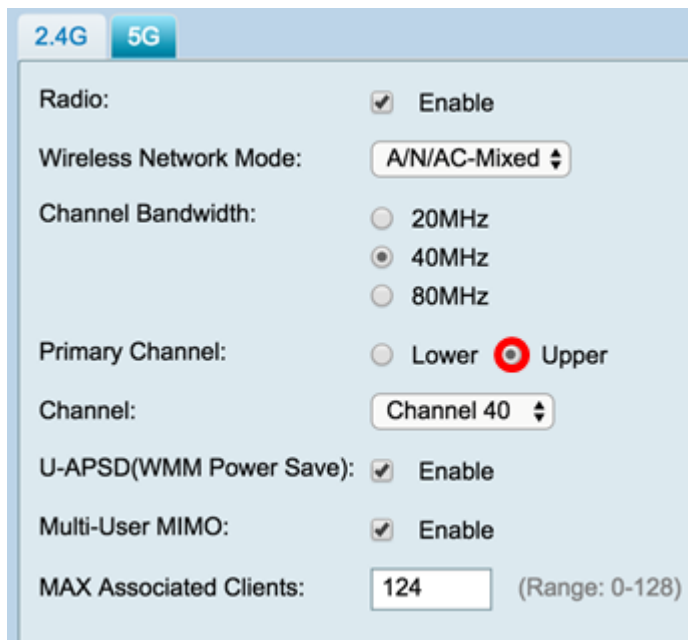 2.4G 5G
Radio: Enable
Wireless Network Mode: A/N/AC-Mixed
Channel Bandwidth: 20MHz
40MHz
80MHz
Primary Channel: Lower Upper
Channel: Channel 40
U-APSD(WMM Power Save): Enable
Multi-User MIMO: Enable
MAX Associated Clients: 124 (Range: 0-128)